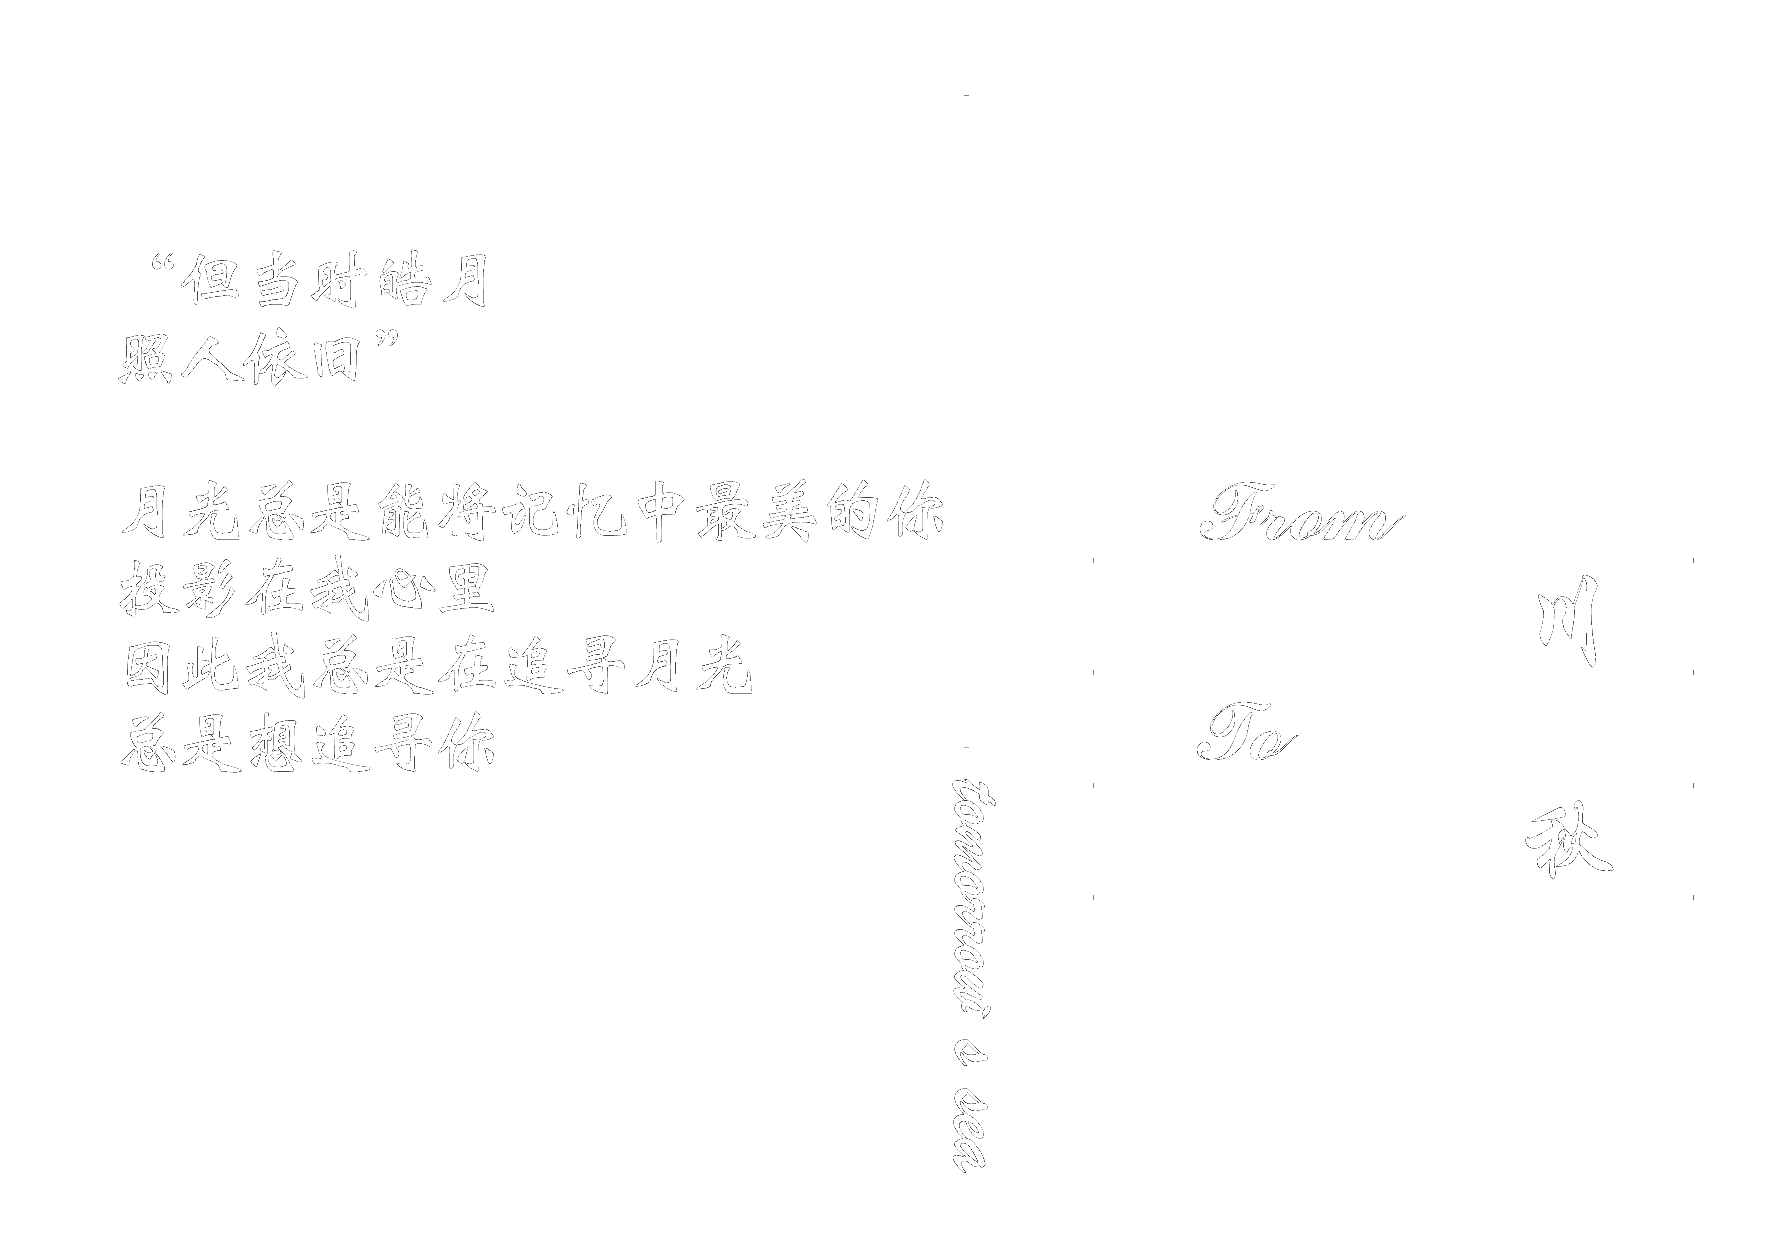 “但当时皓月
照人依旧”
月光总是能将记忆中最美的你
投影在我心里
因此我总是在追寻月光
总是想追寻你
From
川
To
秋
tomorrow' s sea